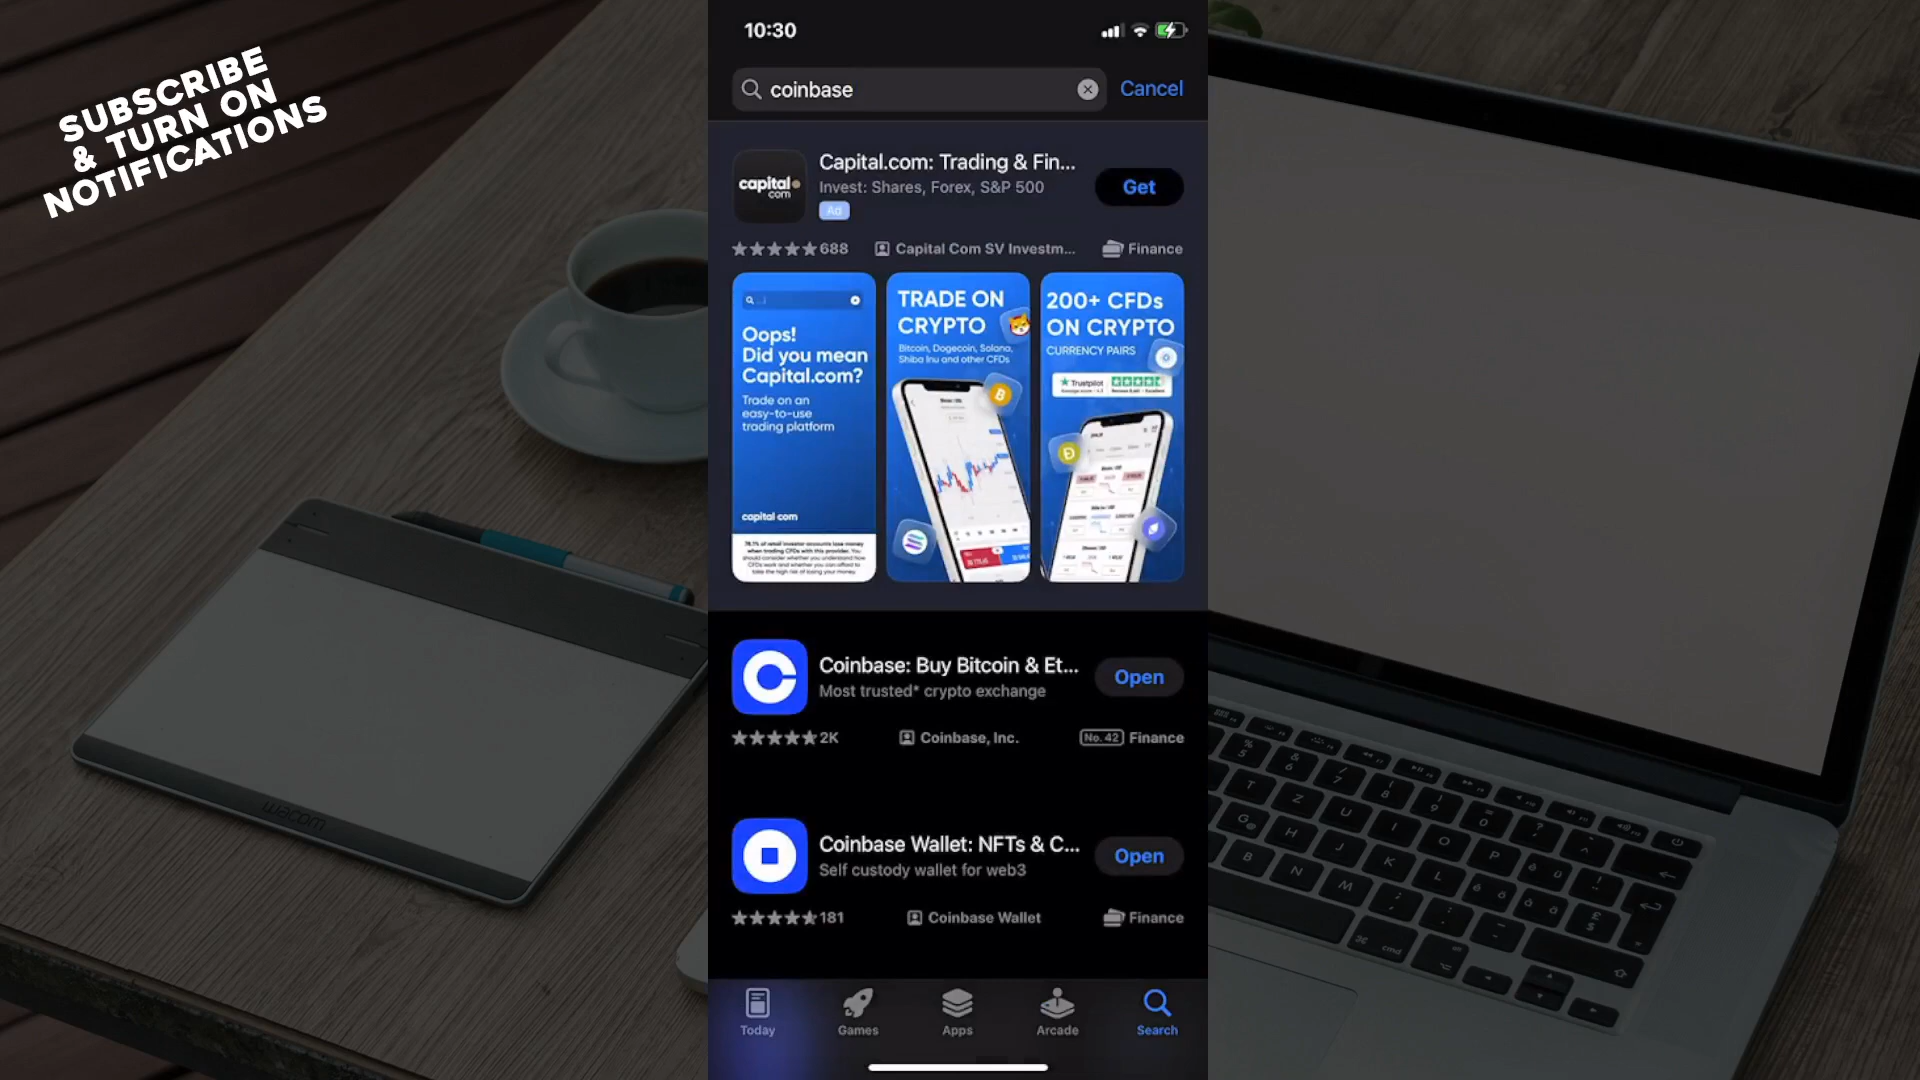 SUBSCRIBE
& TURN ON
NOTIFICATIONS
10:30
coinbase
Cancel
capital
com
Capital.com: Trading & Fin...
Invest: Shares, Forex, S&P 500
Ad
Get
688
Capital Com SV Investm...
Finance
Oops!
Did you mean
Capital.com?
Trade on an
easy-to-use
trading platform
capital com
TRADE ON
CRYPTO
Bitcoin, Dogecoin, Solana,
Shiba Inu and other CFDs
200+ CFDs
ON CRYPTO
CURRENCY PAIRS
Trustpilot
Coinbase: Buy Bitcoin & Et...
Most trusted* crypto exchange
Open
2K
Coinbase, Inc.
No. 42
Finance
Coinbase Wallet: NFTs & C...
Self custody wallet for web3
Open
181
Coinbase Wallet
Finance
Today
Games
Apps
Arcade
Search
wacom